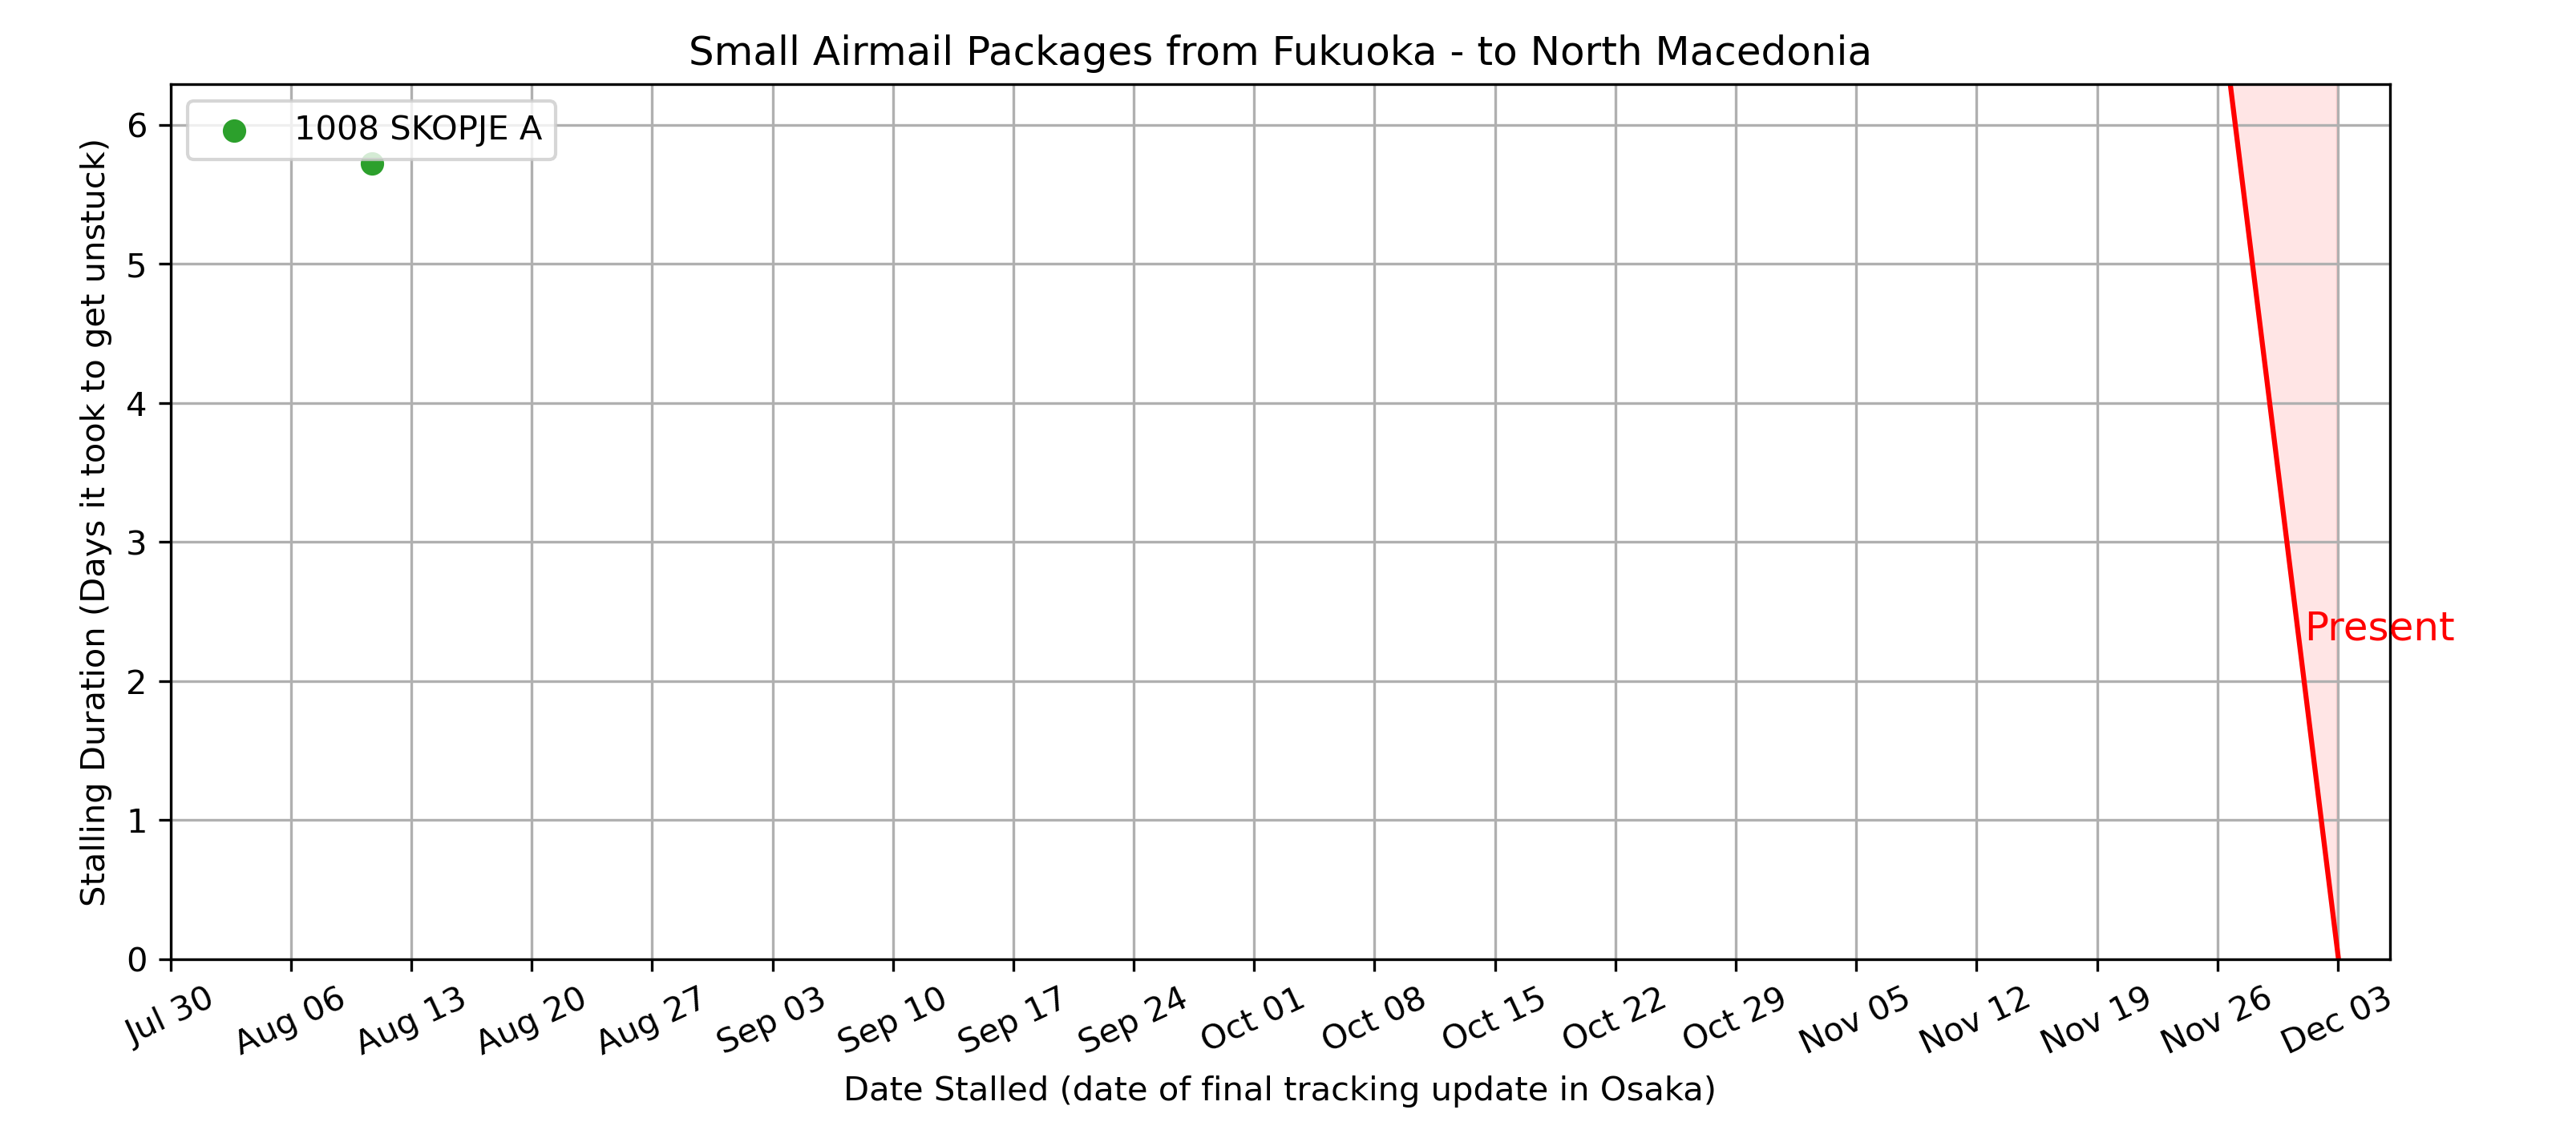 Small Airmail Packages from Fukuoka - to North Macedonia
1008 SKOPJE A
Stalling Duration (Days it took to get unstuck)
6
5
4
3
2
1
0
Present
Jul 30
Aug 06
Aug 13
Aug 20
Aug 27
Sep 03
Sep 10
Sep 17
Sep 24
Oct 01
Oct 08
Oct 15
Oct 22
Oct 29
Nov 05
Nov 12
Nov 19
Nov 26
Dec 03
Date Stalled (date of final tracking update in Osaka)